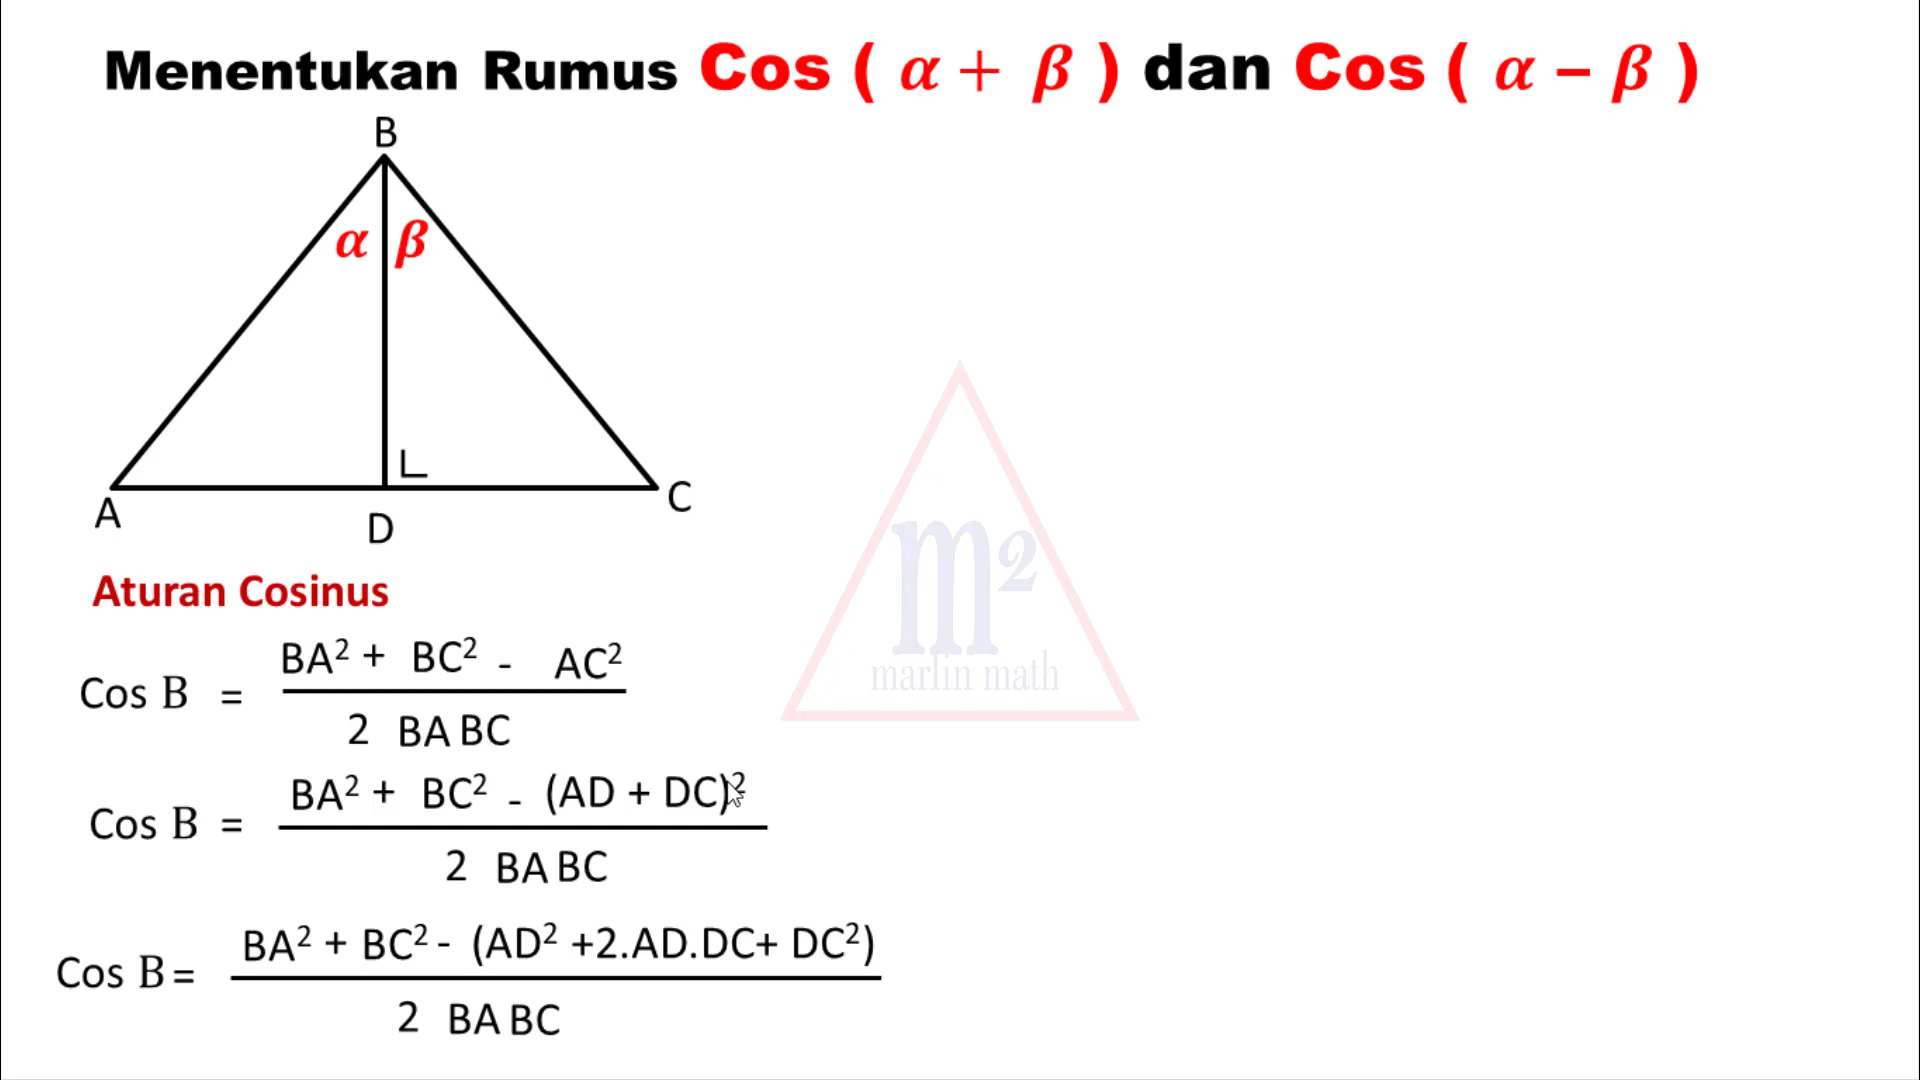 Menentukan Rumus Cos ( α + β ) dan Cos ( α – β )
B
α β
A
D
C
Aturan Cosinus
Cos B = BA² + BC² - AC²
2 BA BC
Cos B = BA² + BC² - (AD + DC)²
2 BA BC
Cos B = BA² + BC² - (AD² +2.AD.DC+ DC²)
2 BA BC
m²
marlin math